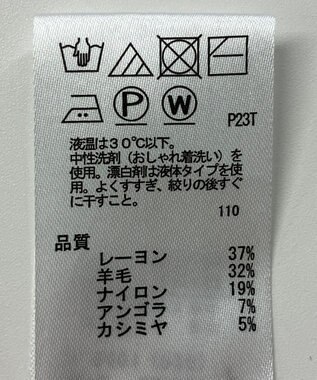 P W
P23T
液温は30℃以下。
中性洗剤(おしゃれ着洗い)を
使用。漂白剤は液体タイプを使
用。よくすすぎ、絞りの後すぐ
に干すこと。
110
品質
レーヨン 37%
羊毛 32%
ナイロン 19%
アンゴラ 7%
カシミヤ 5%